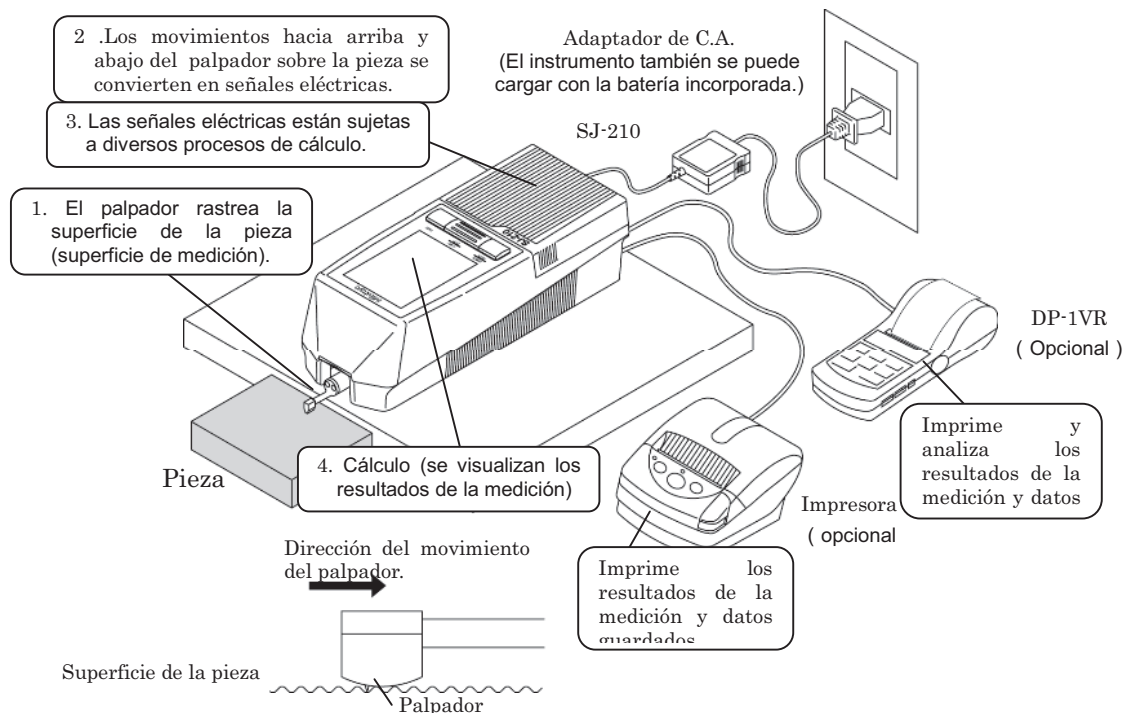 2 .Los movimientos hacia arriba y
abajo del palpador sobre la pieza se
convierten en señales eléctricas.
3. Las señales eléctricas están sujetas
a diversos procesos de cálculo.
1. El palpador rastrea la
superficie de la pieza
(superficie de medición).
Adaptador de C.A.
(El instrumento también se puede
cargar con la batería incorporada.)
SJ-210
DP-1VR
( Opcional )
Imprime y
analiza los
resultados de la
medición y datos
4. Cálculo (se visualizan los
resultados de la medición)
Pieza
Impresora
( opcional
Imprime los
resultados de la
medición y datos
guardados
Dirección del movimiento
del palpador.
Superficie de la pieza
Palpador